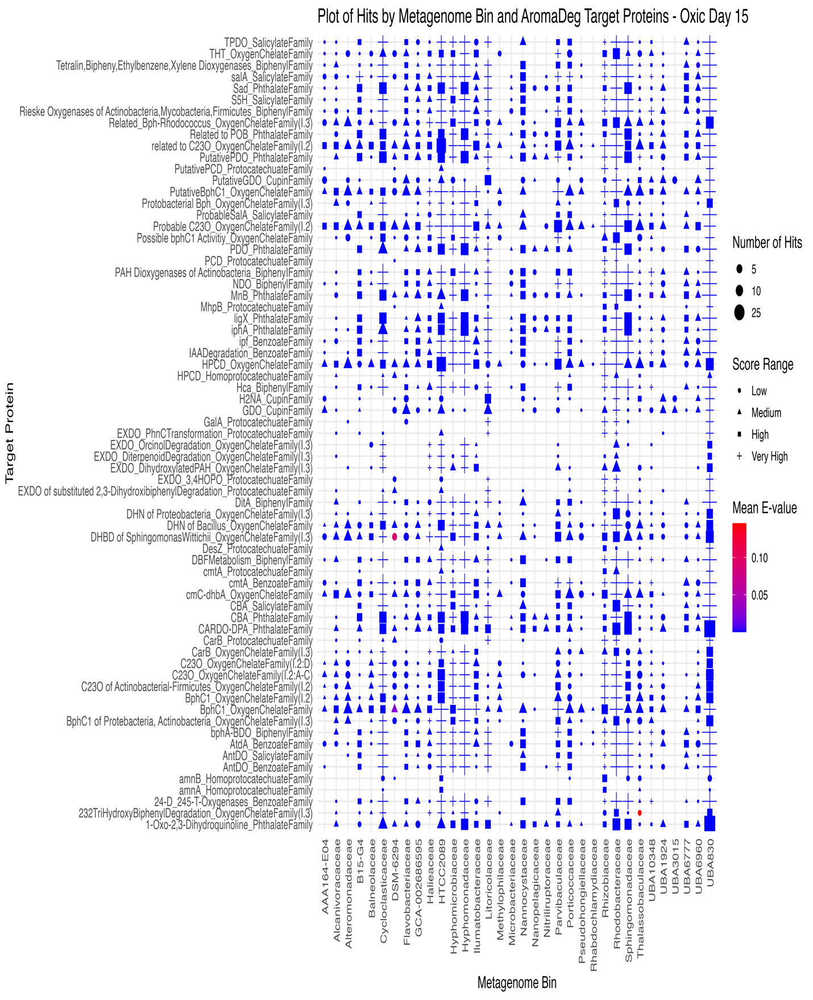 Plot of Hits by Metagenome Bin and AromaDeg Target Proteins - Oxic Day 15
Target Protein
TPDO_SalicylateFamily
THT_OxygenChelateFamily
Tetralin,Bipheny,Ethylbenzene,Xylene Dioxygenases_BiphenylFamily
salA_SalicylateFamily
Sad_PhthalateFamily
S5H_SalicylateFamily
Rieske Oxygenases of Actinobacteria,Mycobacteria,Firmicutes_BiphenylFamily
Related_Bph-Rhodococcus_OxygenChelateFamily(I.3)
Related to POB_PhthalateFamily
related to C23O_OxygenChelateFamily(I.2)
PutativePDO_PhthalateFamily
PutativePCD_ProtocatechuateFamily
PutativeGDO_CupinFamily
PutativeBphC1_OxygenChelateFamily
Protobacterial Bph_OxygenChelateFamily(I.3)
ProbableSalA_SalicylateFamily
Probable C23O_OxygenChelateFamily(I.2)
Possible bphC1 Activitiy_OxygenChelateFamily
PDO_PhthalateFamily
PCD_ProtocatechuateFamily
PAH Dioxygenases of Actinobacteria_BiphenylFamily
NDO_BiphenylFamily
MnB_PhthalateFamily
MhpB_ProtocatechuateFamily
ligX_PhthalateFamily
iphA_PhthalateFamily
ipf_BenzoateFamily
IAADegradation_BenzoateFamily
HPCD_OxygenChelateFamily
HPCD_HomoprotocatechuateFamily
Hca_BiphenylFamily
H2NA_CupinFamily
GDO_CupinFamily
GalA_ProtocatechuateFamily
EXDO_PhnCTransformation_ProtocatechuateFamily
EXDO_OrcinolDegradation_OxygenChelateFamily(I.3)
EXDO_DiterpenoidDegradation_OxygenChelateFamily(I.3)
EXDO_DihydroxylatedPAH_OxygenChelateFamily(I.3)
EXDO_3,4HOPO_ProtocatechuateFamily
EXDO of substituted 2,3-DihydroxibiphenylDegradation_ProtocatechuateFamily
DitA_BiphenylFamily
DHN of Proteobacteria_OxygenChelateFamily(I.3)
DHN of Bacillus_OxygenChelateFamily
DHBD of SphingomonasWittichii_OxygenChelateFamily(I.3)
DesZ_ProtocatechuateFamily
DBFMetabolism_BiphenylFamily
cmtA_ProtocatechuateFamily
cmtA_BenzoateFamily
cmC-dhbA_OxygenChelateFamily
CBA_SalicylateFamily
CBA_PhthalateFamily
CARDO-DPA_PhthalateFamily
CarB_ProtocatechuateFamily
CarB_OxygenChelateFamily(I.3)
C23O_OxygenChelateFamily(I.2:D)
C23O_OxygenChelateFamily(I.2:A-C)
C23O of Actinobacterial-Firmicutes_OxygenChelateFamily(I.2)
BphC1_OxygenChelateFamily(I.2)
BphC1_OxygenChelateFamily
BphC1 of Protebacteria, Actinobacteria_OxygenChelateFamily(I.3)
bphA-BDO_BiphenylFamily
AtdA_BenzoateFamily
AntDO_SalicylateFamily
AntDO_BenzoateFamily
amnB_HomoprotocatechuateFamily
amnA_HomoprotocatechuateFamily
24-D_245-T-Oxygenases_BenzoateFamily
232TriHydroxyBiphenylDegradation_OxygenChelateFamily(I.3)
1-Oxo-2,3-Dihydroquinoline_PhthalateFamily
AAA164-E04
Alcanivoracaceae
Alteromonadaceae
B15-G4
Balneolaceae
Cycloclasticaceae
DSM-6294
Flavobacteriaceae
GCA-002686595
Halieaceae
HTCC2089
Hyphomicrobiaceae
Hyphomonadaceae
Ilumatobacteraceae
Litoricolaceae
Methylophilaceae
Microbacteriaceae
Nannocystaceae
Nanopelagicaceae
Nitriliruptoraceae
Parvibaculaceae
Porticoccaceae
Pseudohongiellaceae
Rhabdochlamydiaceae
Rhizobiaceae
Rhodobacteraceae
Sphingomonadaceae
Thalassobaculaceae
UBA10348
UBA1924
UBA3015
UBA6777
UBA6960
UBA830
Metagenome Bin
Number of Hits
5
10
25
Score Range
Low
Medium
High
Very High
Mean E-value
0.10
0.05